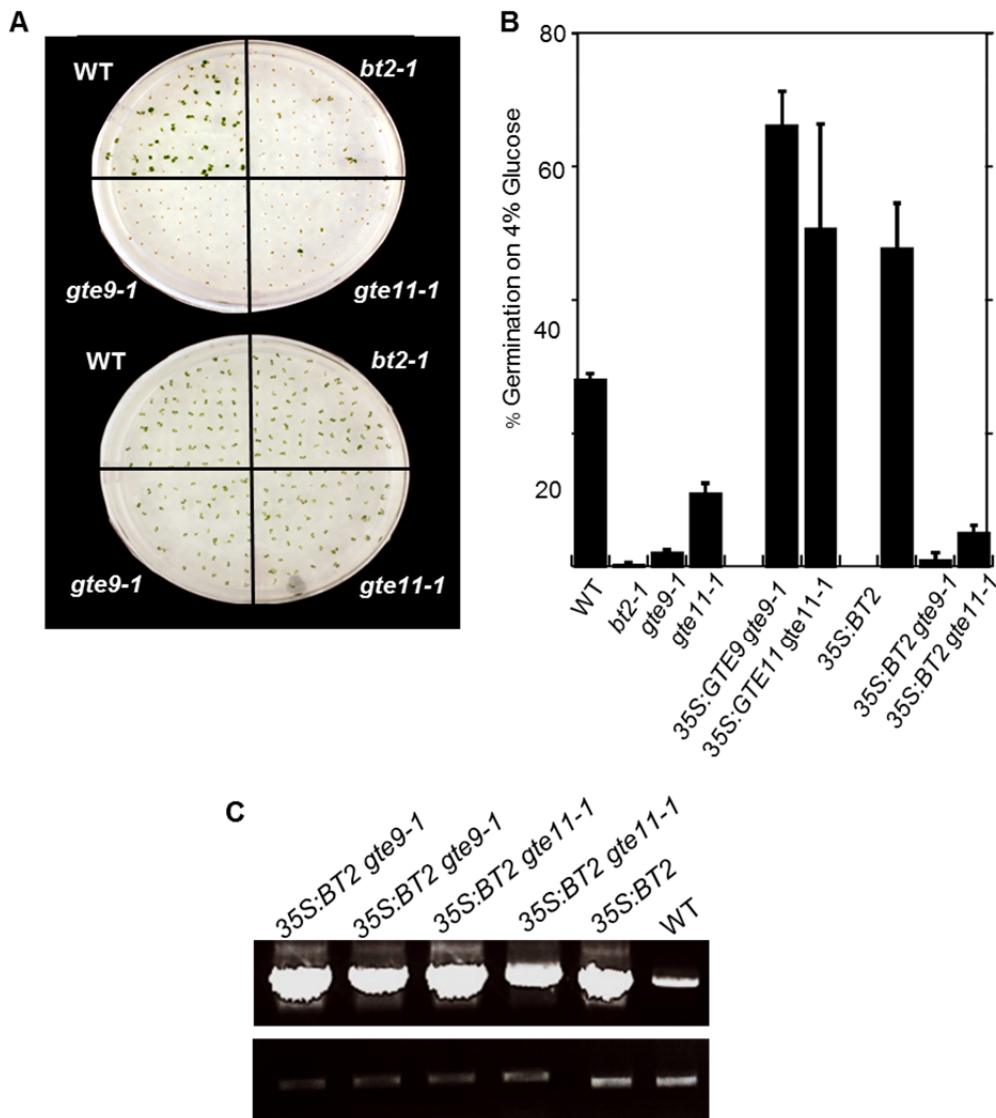 A
WT
bt2-1
gte9-1
gte11-1
WT
bt2-1
gte9-1
gte11-1
B
% Germination on 4% Glucose
80
60
40
20
WT
bt2-1
gte9-1
gte11-1
35S:GTE9 gte9-1
35S:GTE11 gte11-1
35S:BT2
35S:BT2 gte9-1
35S:BT2 gte11-1
C
35S:BT2 gte9-1
35S:BT2 gte9-1
35S:BT2 gte11-1
35S:BT2 gte11-1
35S:BT2
WT